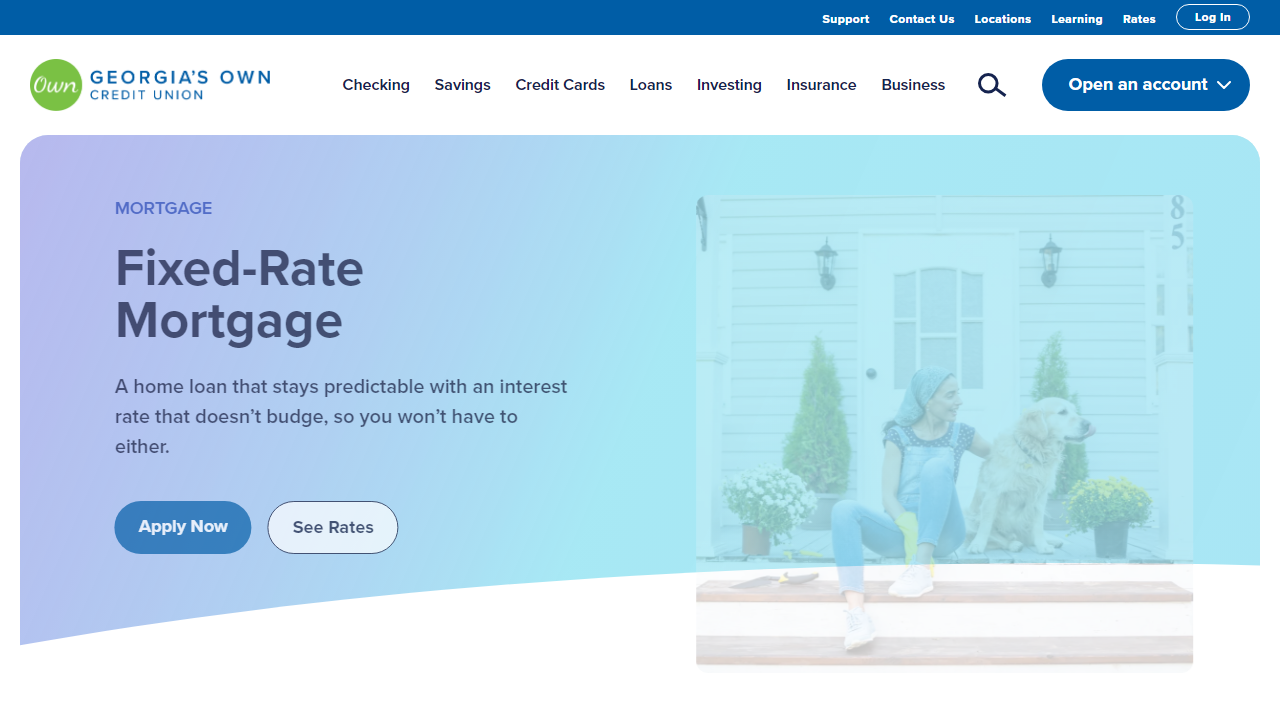 Support Contact Us Locations Learning Rates Log In
Own GEORGIA'S OWN
CREDIT UNION
Checking Savings Credit Cards Loans Investing Insurance Business Open an account
MORTGAGE
Fixed-Rate
Mortgage
A home loan that stays predictable with an interest
rate that doesn’t budge, so you won’t have to
either.
Apply Now See Rates
8
5